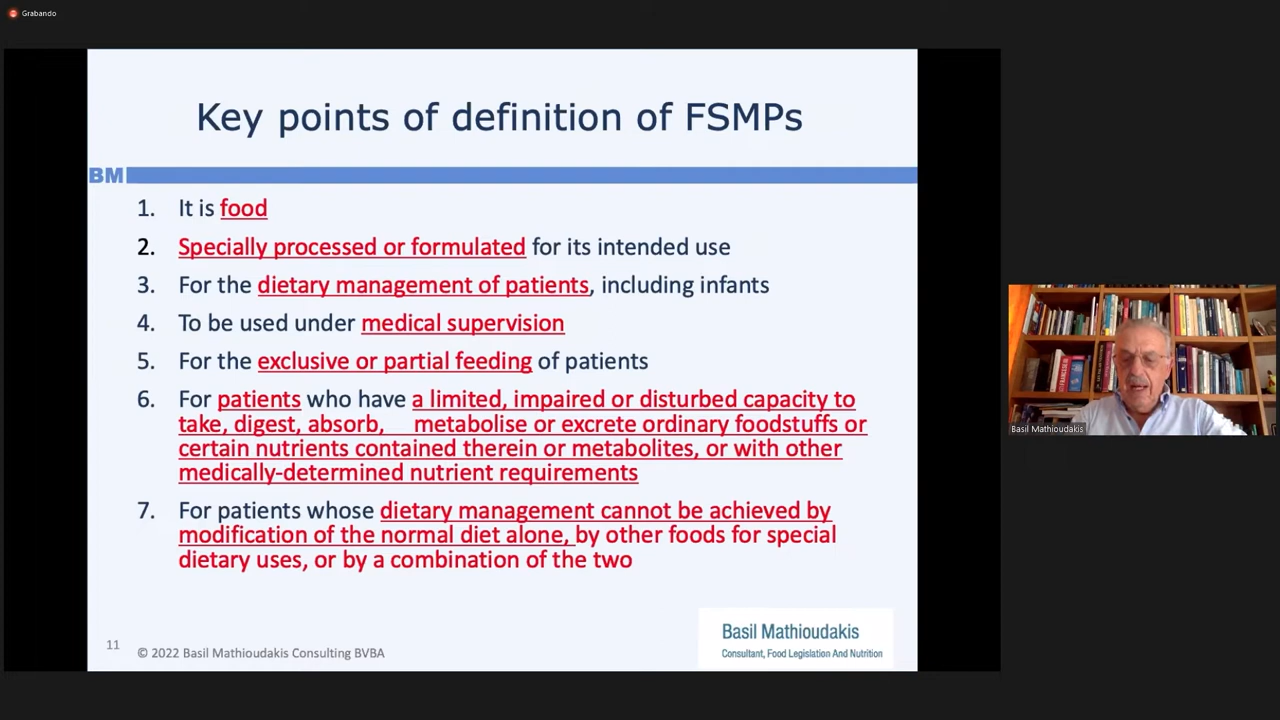 Grabando
Key points of definition of FSMPs
BM
1. It is food
2. Specially processed or formulated for its intended use
3. For the dietary management of patients, including infants
4. To be used under medical supervision
5. For the exclusive or partial feeding of patients
6. For patients who have a limited, impaired or disturbed capacity to
take, digest, absorb, metabolise or excrete ordinary foodstuffs or
certain nutrients contained therein or metabolites, or with other
medically-determined nutrient requirements
7. For patients whose dietary management cannot be achieved by
modification of the normal diet alone, by other foods for special
dietary uses, or by a combination of the two
11
© 2022 Basil Mathioudakis Consulting BVBA
Basil Mathioudakis
Consultant, Food Legislation And Nutrition
Basil Mathioudakis